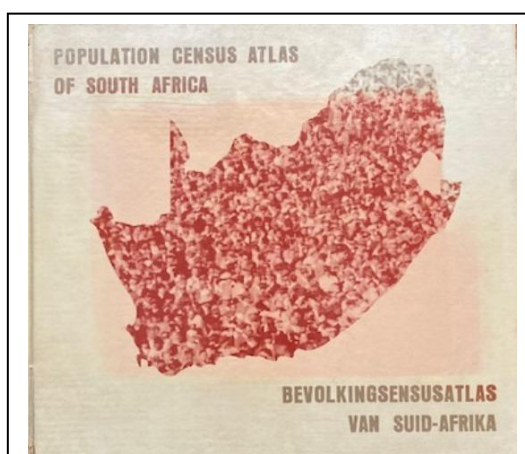 POPULATION CENSUS ATLAS
OF SOUTH AFRICA
BEVOLKINGSENSUSATLAS
VAN SUID-AFRIKA